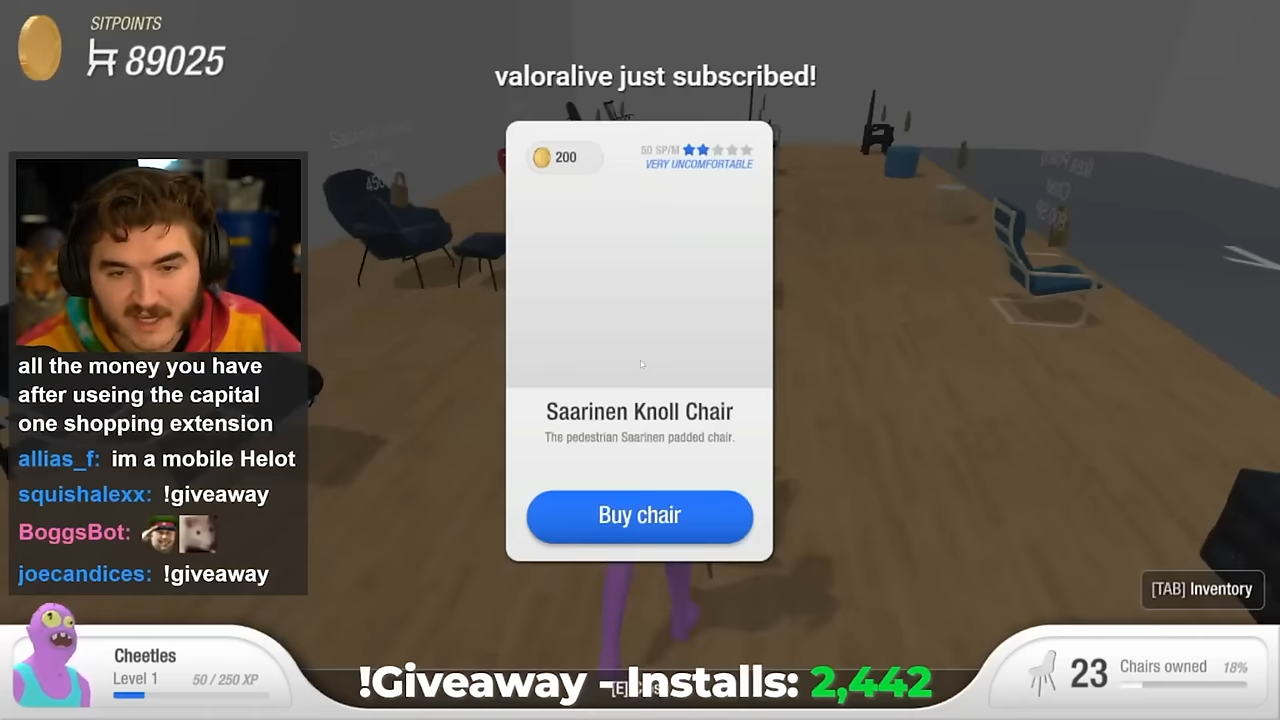 SITPOINTS
89025
valoralive just subscribed!
200
50 SP/M
VERY UNCOMFORTABLE
all the money you have
after useing the capital
one shopping extension
allias_f: im a mobile Helot
squishalexx: !giveaway
BoggsBot:
joecandices: !giveaway
Saarinen Knoll Chair
The pedestrian Saarinen padded chair.
Buy chair
[TAB] Inventory
Cheetles
Level 1
50 / 250 XP
!Giveaway - Installs: 2,442
23 Chairs owned 18%